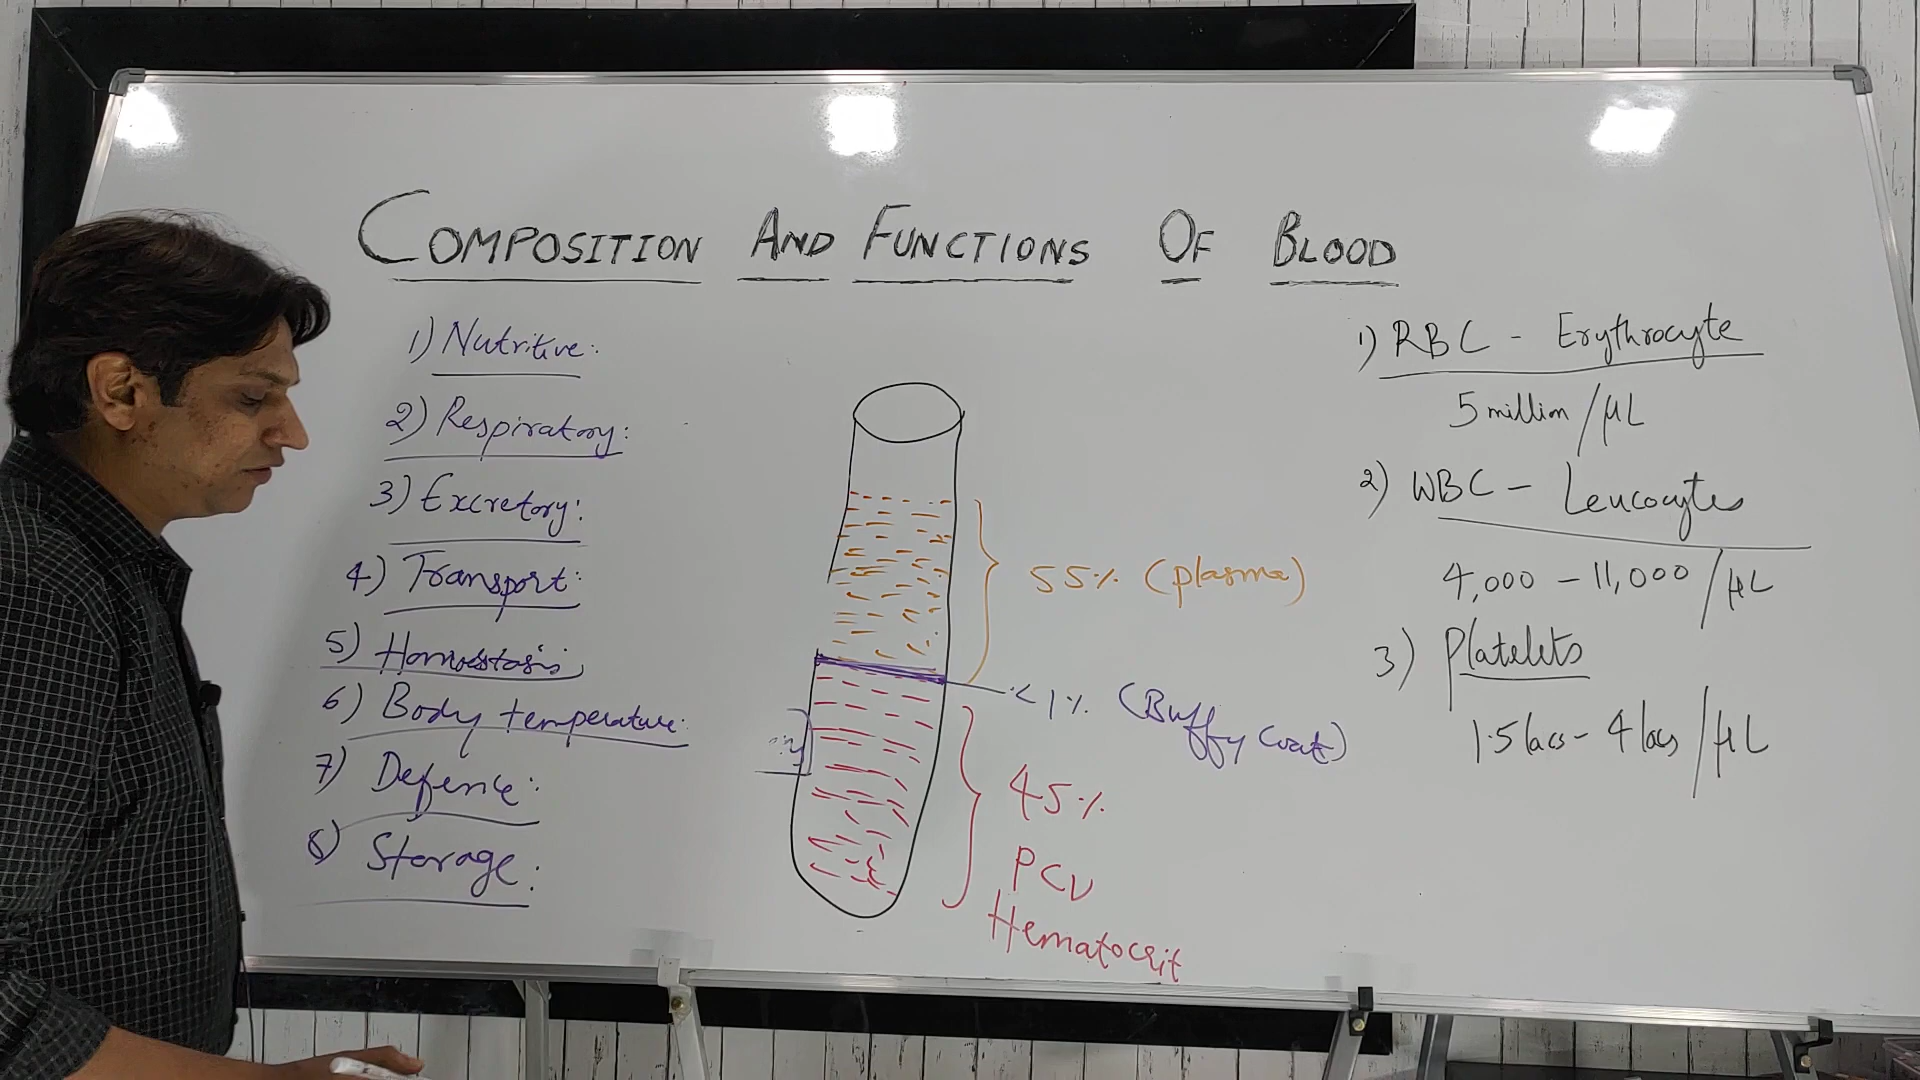 COMPOSITION AND FUNCTIONS OF BLOOD
1) Nutritive:
2) Respiratory:
3) Excretory:
4) Transport:
5) Homoestasis
6) Body temperature:
7) Defence:
8) Storage:
55% (plasma)
<1% (Buffy coat)
45%
PCV
Hematocrit
1) RBC - Erythrocyte
5 million/μL
2) WBC - Leucocytes
4,000 - 11,000/μL
3) Platelets
1.5 lacs - 4 lacs/μL